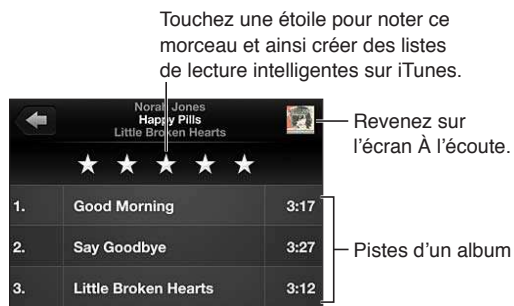 Touchez une étoile pour noter ce
morceau et ainsi créer des listes
de lecture intelligentes sur iTunes.
Norah Jones
Happy Pills
Little Broken Hearts
Revenez sur
l'écran À l'écoute.
1. Good Morning 3:17
2. Say Goodbye 3:27
Pistes d'un album
3. Little Broken Hearts 3:12